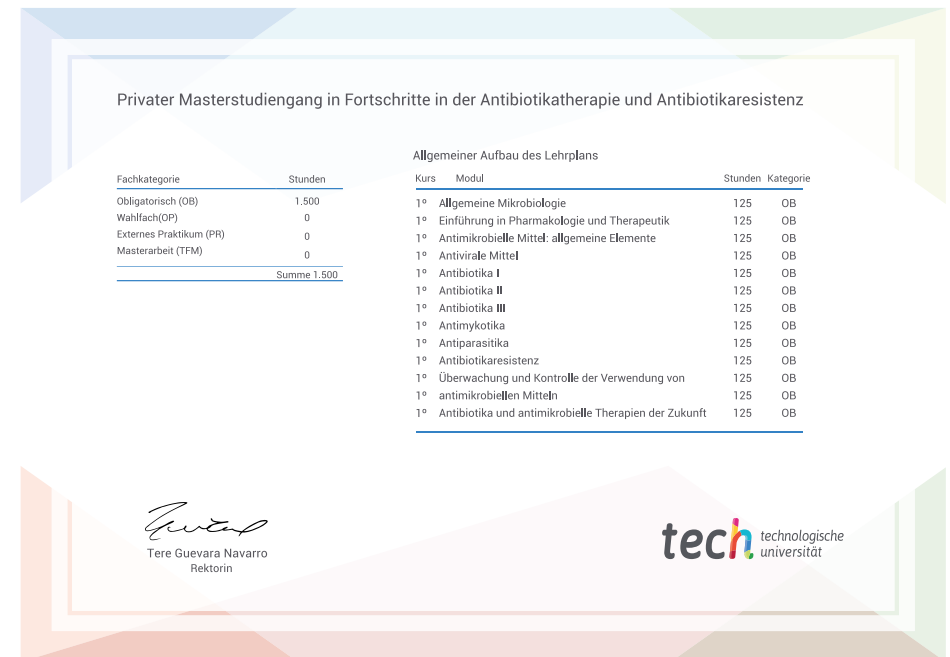 Privater Masterstudiengang in Fortschritte in der Antibiotikatherapie und Antibiotikaresistenz
Fachkategorie Stunden
Obligatorisch (OB) 1.500
Wahlfach(OP) 0
Externes Praktikum (PR) 0
Masterarbeit (TFM) 0
Summe 1.500
Allgemeiner Aufbau des Lehrplans
Kurs Modul Stunden Kategorie
1º Allgemeine Mikrobiologie 125 OB
1º Einführung in Pharmakologie und Therapeutik 125 OB
1º Antimikrobielle Mittel: allgemeine Elemente 125 OB
1º Antivirale Mittel 125 OB
1º Antibiotika I 125 OB
1º Antibiotika II 125 OB
1º Antibiotika III 125 OB
1º Antimykotika 125 OB
1º Antiparasitika 125 OB
1º Antibiotikaresistenz 125 OB
1º Überwachung und Kontrolle der Verwendung von 125 OB
1º antimikrobiellen Mitteln 125 OB
1º Antibiotika und antimikrobielle Therapien der Zukunft 125 OB
Tere Guevara Navarro
Rektorin
tech technologische
universität